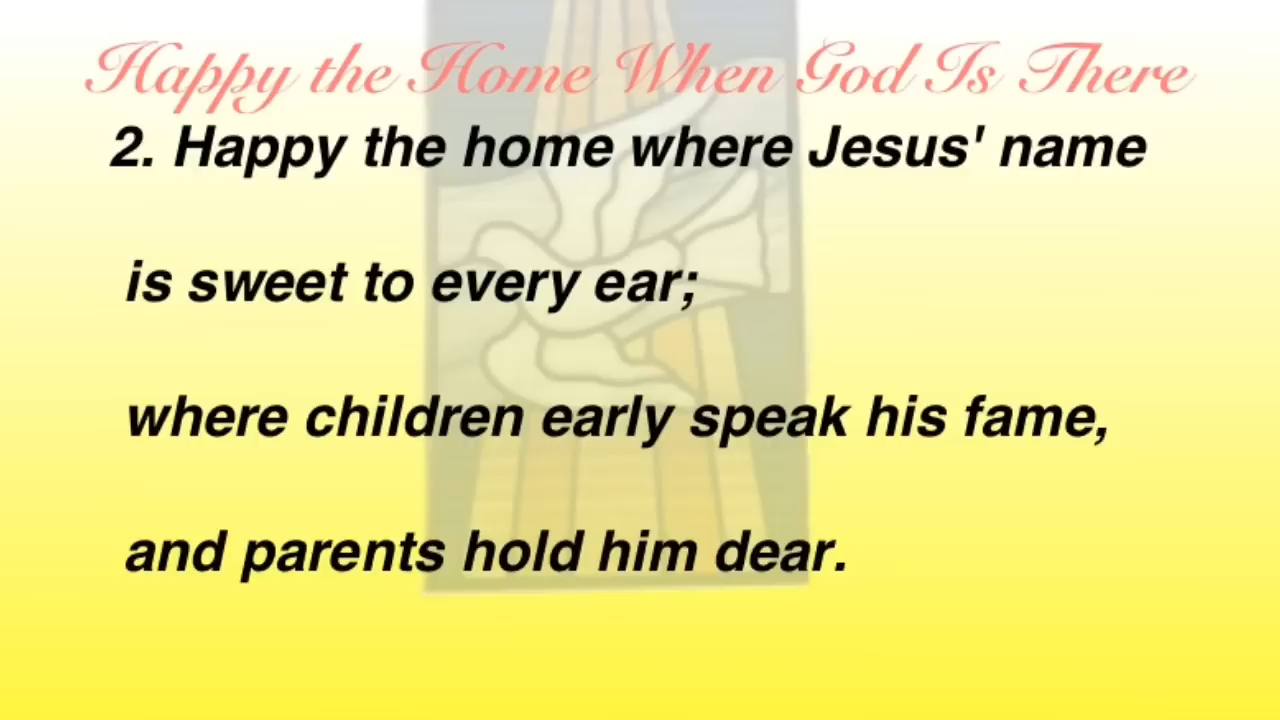 Happy the Home When God Is There
2. Happy the home where Jesus' name
is sweet to every ear;
where children early speak his fame,
and parents hold him dear.